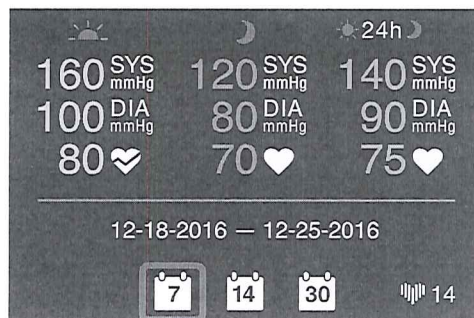 24h
160 SYS mmHg 120 SYS mmHg 140 SYS mmHg
100 DIA mmHg 80 DIA mmHg 90 DIA mmHg
80 70 75
12-18-2016 — 12-25-2016
7 14 30 14